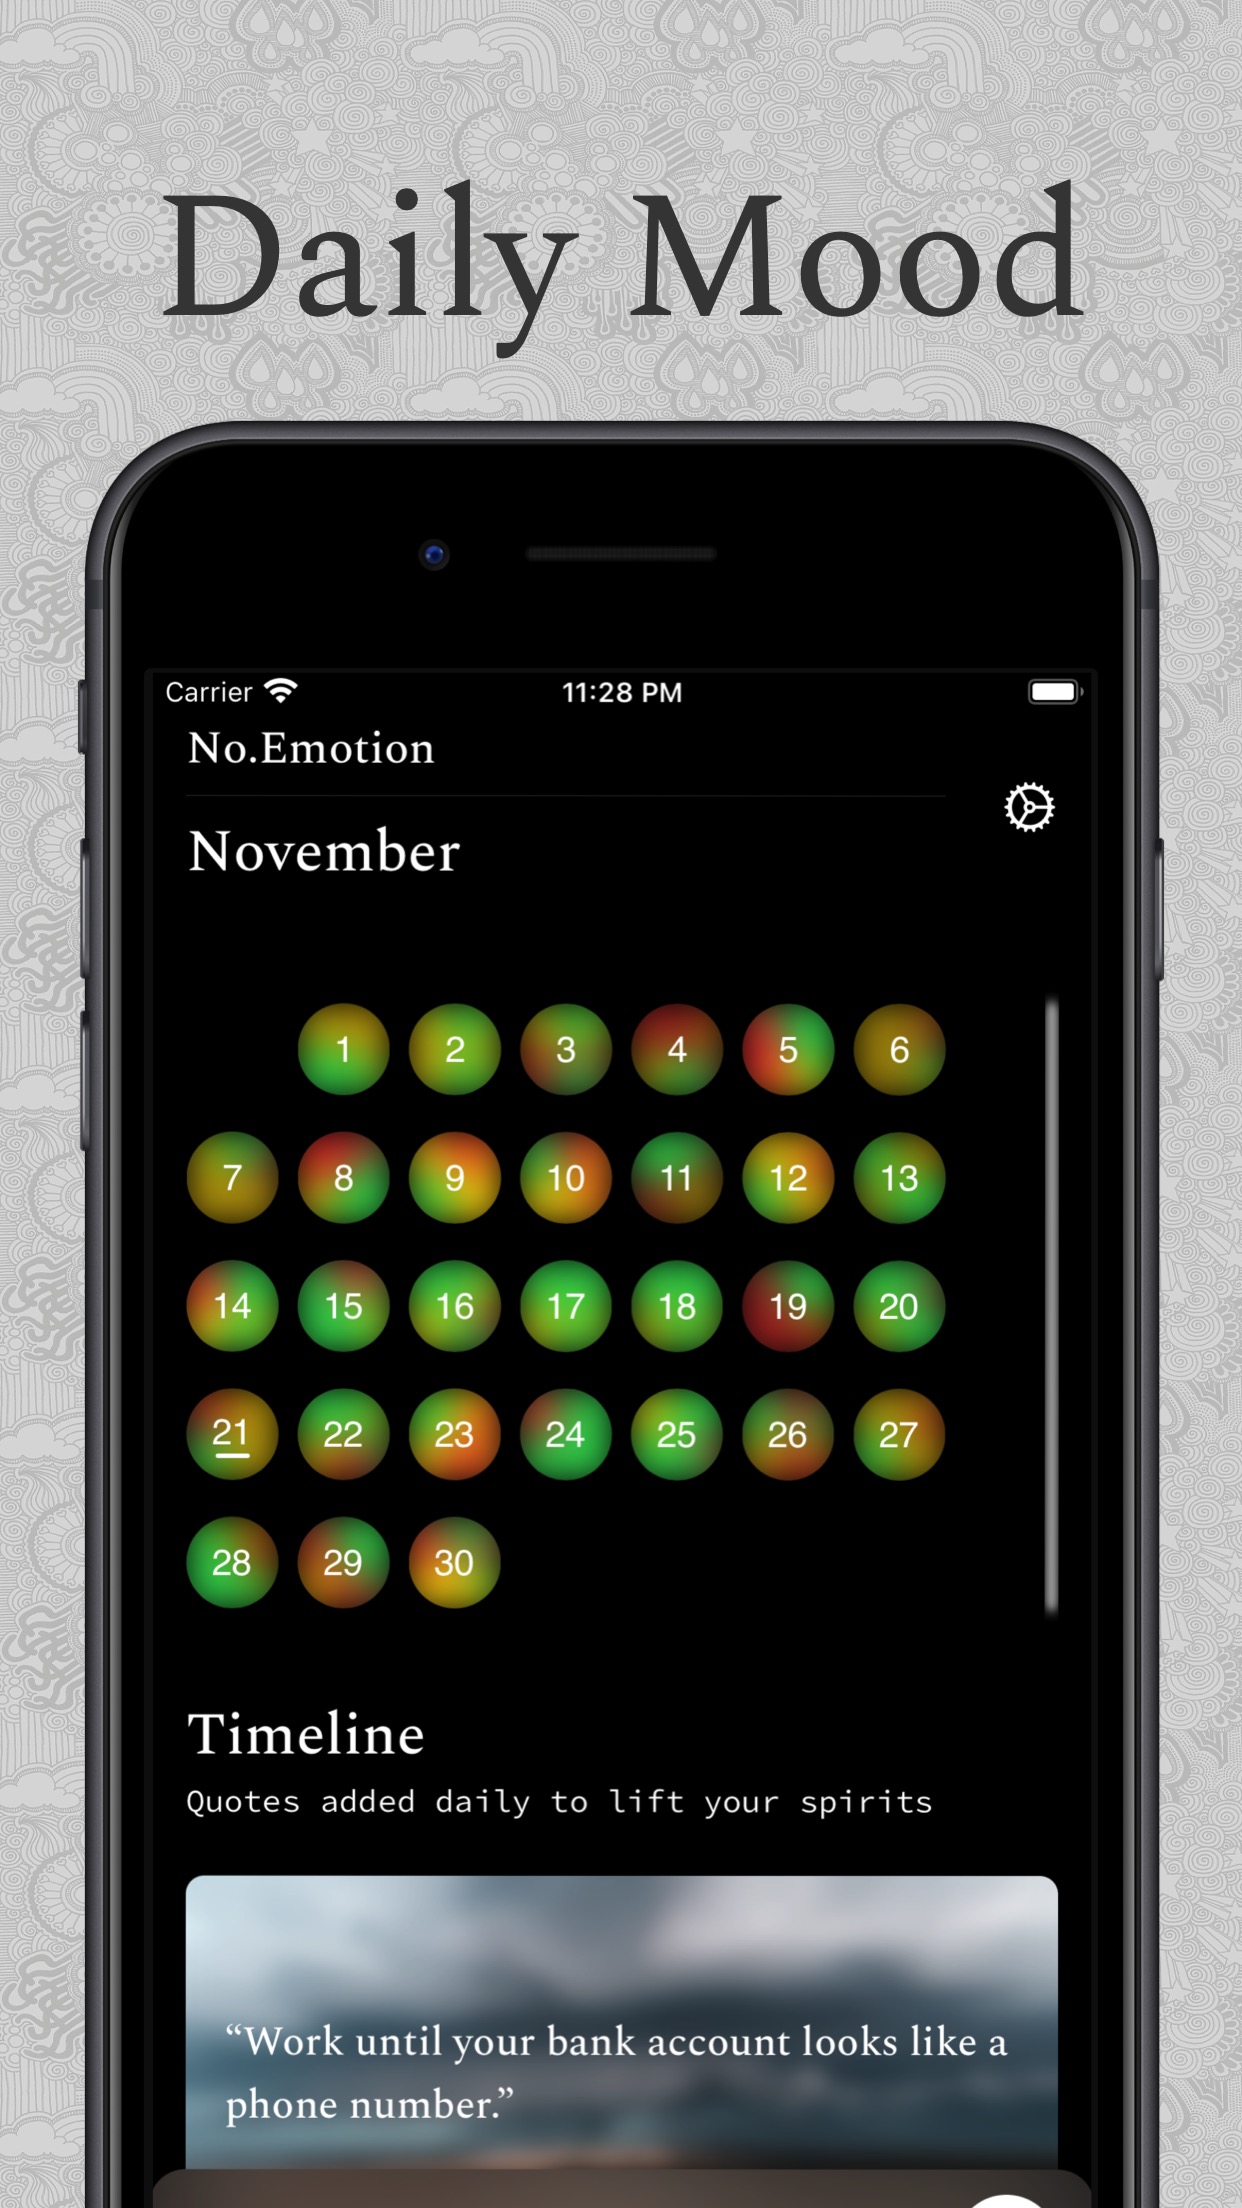 Daily Mood
Carrier 11:28 PM
No.Emotion
November
1 2 3 4 5 6
7 8 9 10 11 12 13
14 15 16 17 18 19 20
21 22 23 24 25 26 27
28 29 30
Timeline
Quotes added daily to lift your spirits
“Work until your bank account looks like a
phone number.”